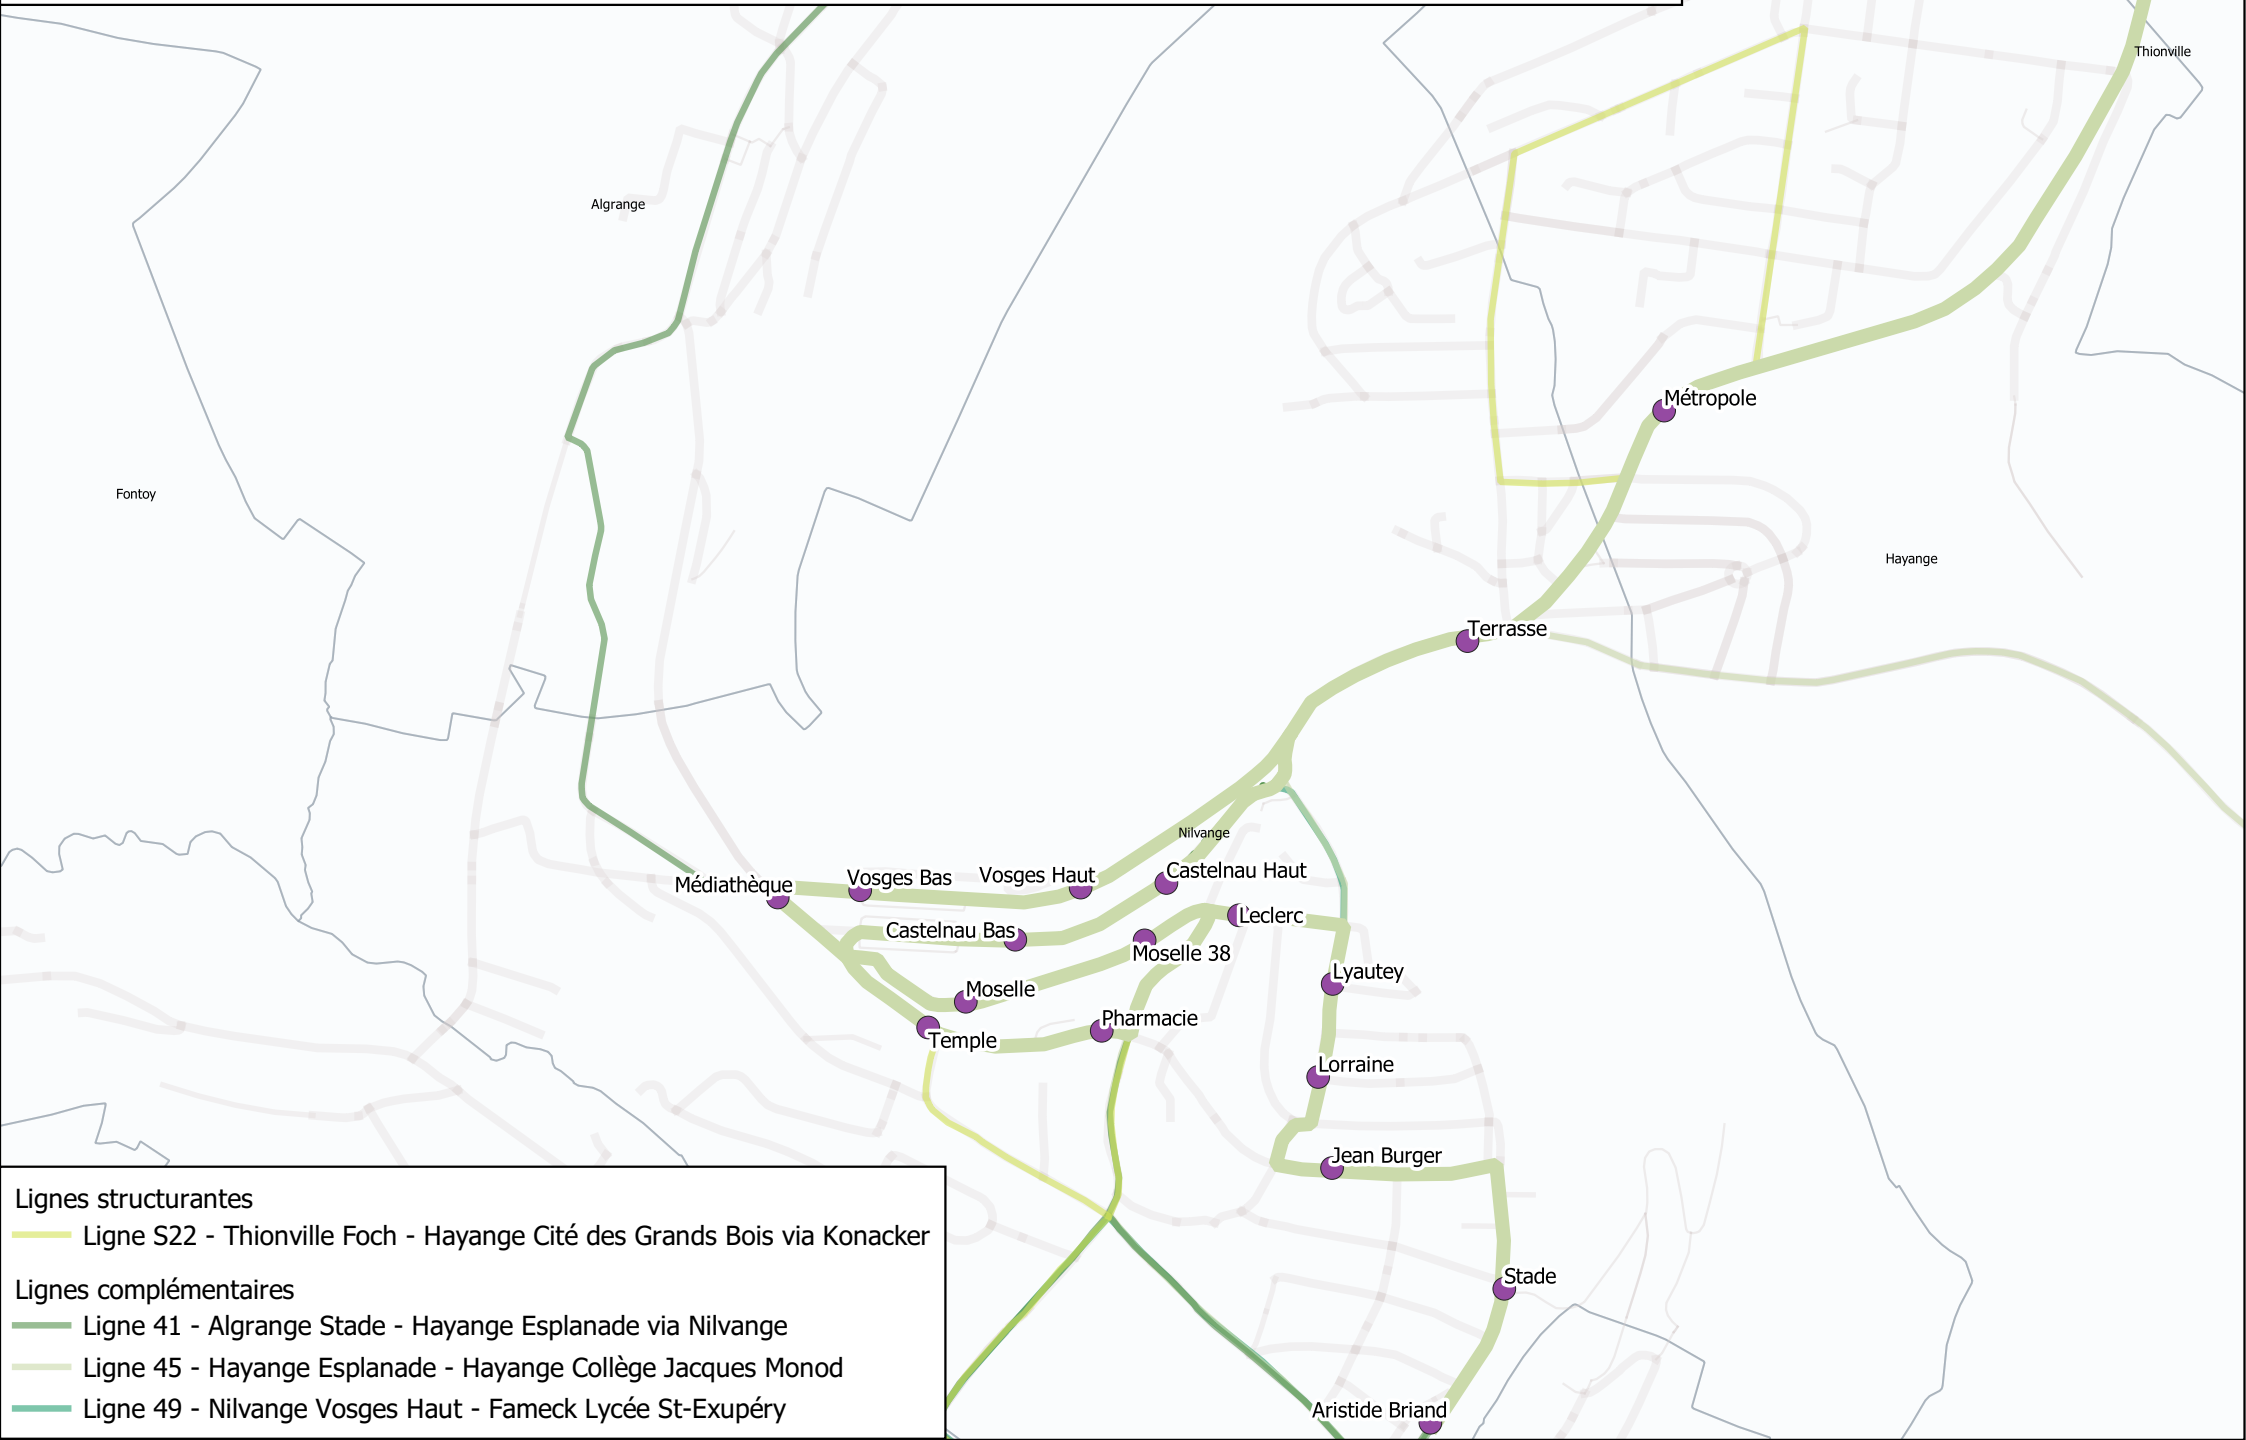 Thionville
Algrange
Métropole
Fontoy
Hayange
Terrasse
Nilvange
Médiathèque
Vosges Bas
Vosges Haut
Castelnau Haut
Castelnau Bas
Leclerc
Moselle 38
Lyautey
Moselle
Pharmacie
Temple
Lorraine
Jean Burger
Stade
Aristide Briand
Lignes structurantes
Ligne S22 - Thionville Foch - Hayange Cité des Grands Bois via Konacker
Lignes complémentaires
Ligne 41 - Algrange Stade - Hayange Esplanade via Nilvange
Ligne 45 - Hayange Esplanade - Hayange Collège Jacques Monod
Ligne 49 - Nilvange Vosges Haut - Fameck Lycée St-Exupéry